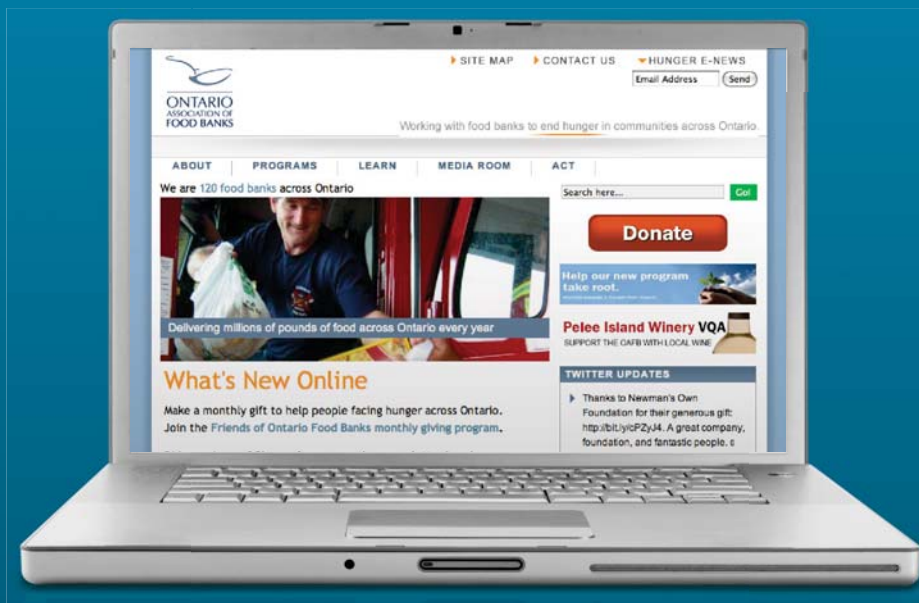 SITE MAP CONTACT US HUNGER E-NEWS
Email Address Send
ONTARIO
ASSOCIATION OF
FOOD BANKS
Working with food banks to end hunger in communities across Ontario
ABOUT PROGRAMS LEARN MEDIA ROOM ACT
We are 120 food banks across Ontario
Search here... Go!
Delivering millions of pounds of food across Ontario every year
Donate
Help our new program
take root.
Pelee Island Winery VQA
SUPPORT THE OAFB WITH LOCAL WINE
What's New Online
Make a monthly gift to help people facing hunger across Ontario.
Join the Friends of Ontario Food Banks monthly giving program.
TWITTER UPDATES
Thanks to Newman's Own
Foundation for their generous gift:
http://bit.ly/cPZyJ4. A great company,
foundation, and fantastic people.